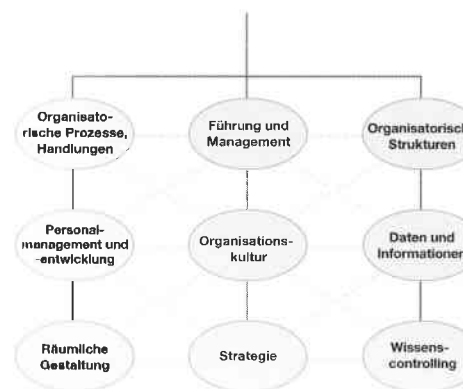 Organisato-
rische Prozesse,
Handlungen
Führung und
Management
Organisatorisch
Strukturen
Personal-
management und
-entwicklung
Organisations-
kultur
Daten und
Informationen
Räumliche
Gestaltung
Strategie
Wissens-
controlling